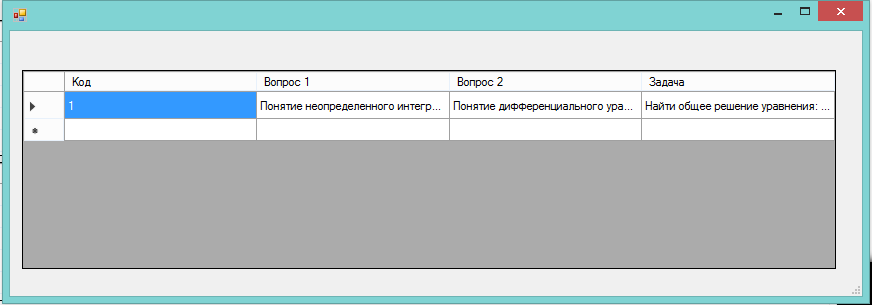 Код Вопрос 1 Вопрос 2 Задача
1 Понятие неопределенного интегр... Понятие дифференциального ура... Найти общее решение уравнения: ...